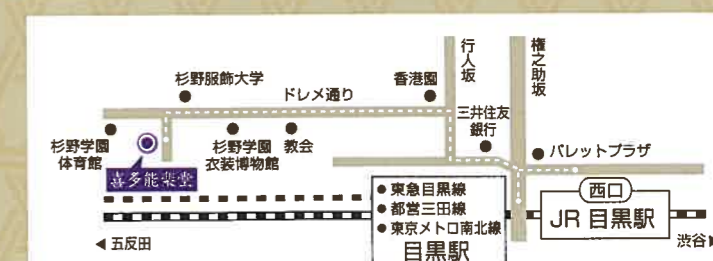 行人坂
権之助坂
杉野服飾大学
ドレメ通り
香港園
三井住友
銀行
パレットプラザ
杉野学園
体育館
杉野学園
衣装博物館
教会
喜多能楽堂
● 東急目黒線
● 都営三田線
● 東京メトロ南北線
目黒駅
西口
JR 目黒駅
◀ 五反田
渋谷▶